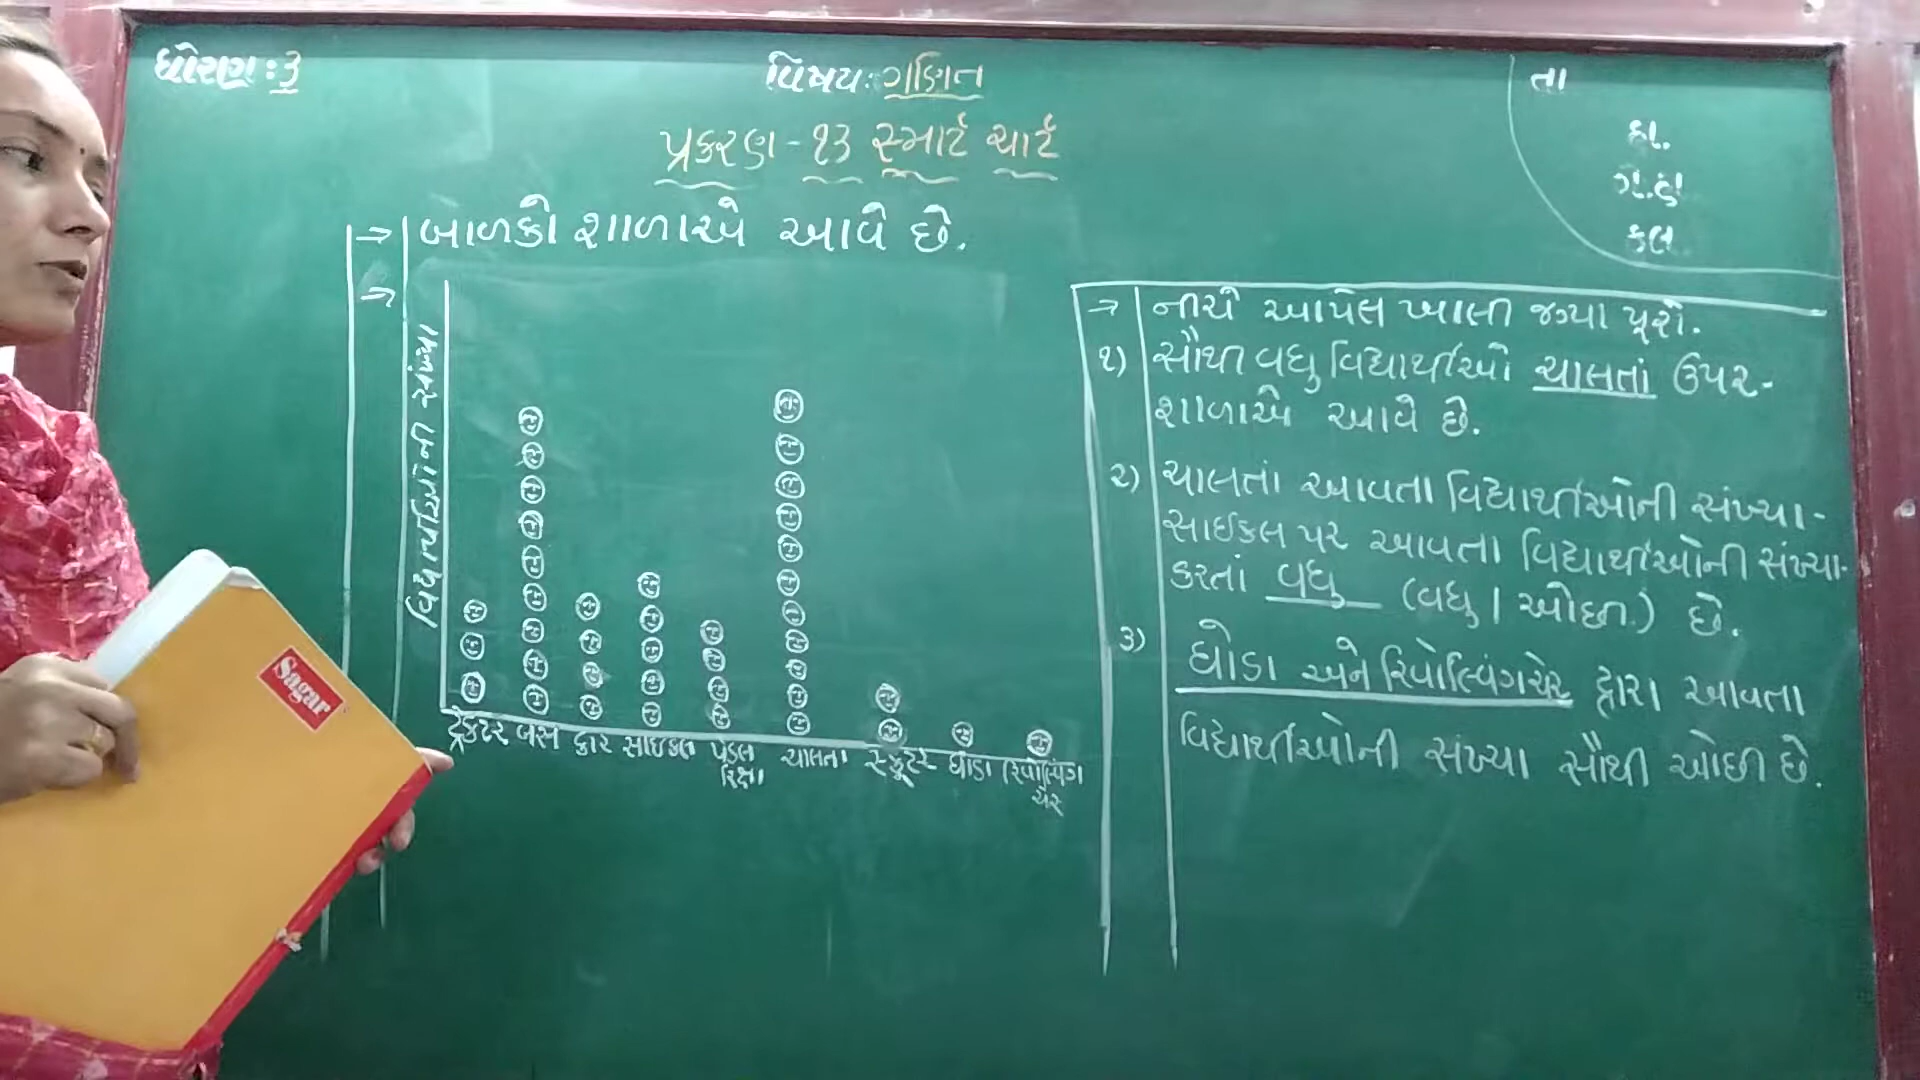 ધોરણ : ૩
વિષય : ગણિત
પ્રકરણ - ૧૩ સ્માર્ટ ચાર્ટ
તા
હા.
ગે.હા
કુલ
→ બાળકો શાળાએ આવે છે.
→
વિદ્યાર્થીઓની સંખ્યા
ટ્રેક્ટર બસ કાર સાઇકલ પેડલ ચાલતા સ્કૂટર ઘોડા રિવોલ્વિંગ
રિક્ષા ચેર
→ નીચે આપેલ ખાલી જગ્યા પૂરો.
૧) સૌથી વધુ વિદ્યાર્થીઓ ચાલતાં ઉપર-
શાળાએ આવે છે.
૨) ચાલતાં આવતા વિદ્યાર્થીઓની સંખ્યા-
સાઈકલ પર આવતા વિદ્યાર્થીઓની સંખ્યા-
કરતાં વધુ (વધુ / ઓછી) છે.
૩) ઘોડા અને રિવોલ્વિંગચેર દ્વારા આવતા
વિદ્યાર્થીઓની સંખ્યા સૌથી ઓછી છે.
Sagar